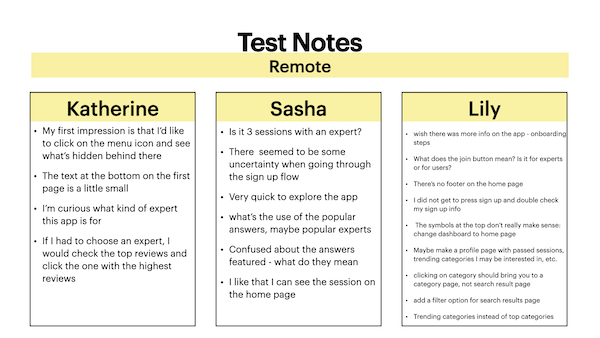 Test Notes
Remote
Katherine
• My first impression is that I'd like
to click on the menu icon and see
what's hidden behind there
• The text at the bottom on the first
page is a little small
• I'm curious what kind of expert
this app is for
• If I had to choose an expert, I
would check the top reviews and
click the one with the highest
reviews
Sasha
• Is it 3 sessions with an expert?
• There  seemed to be some
uncertainty when going through
the sign up flow
• Very quick to explore the app
• what's the use of the popular
answers, maybe popular experts
• Confused about the answers
featured - what do they mean
• I like that I can see the session on
the home page
Lily
• wish there was more info on the app - onboarding
steps
• What does the join button mean? Is it for experts
or for users?
• There's no footer on the home page
• I did not get to press sign up and double check
my sign up info
• The symbols at the top don't really make sense:
change dashboard to home page
• Maybe make a profile page with passed sessions,
trending categories I may be interested in, etc.
• clicking on category should bring you to a
category page, not search result page
• add a filter option for search results page
• Trending categories instead of top categories